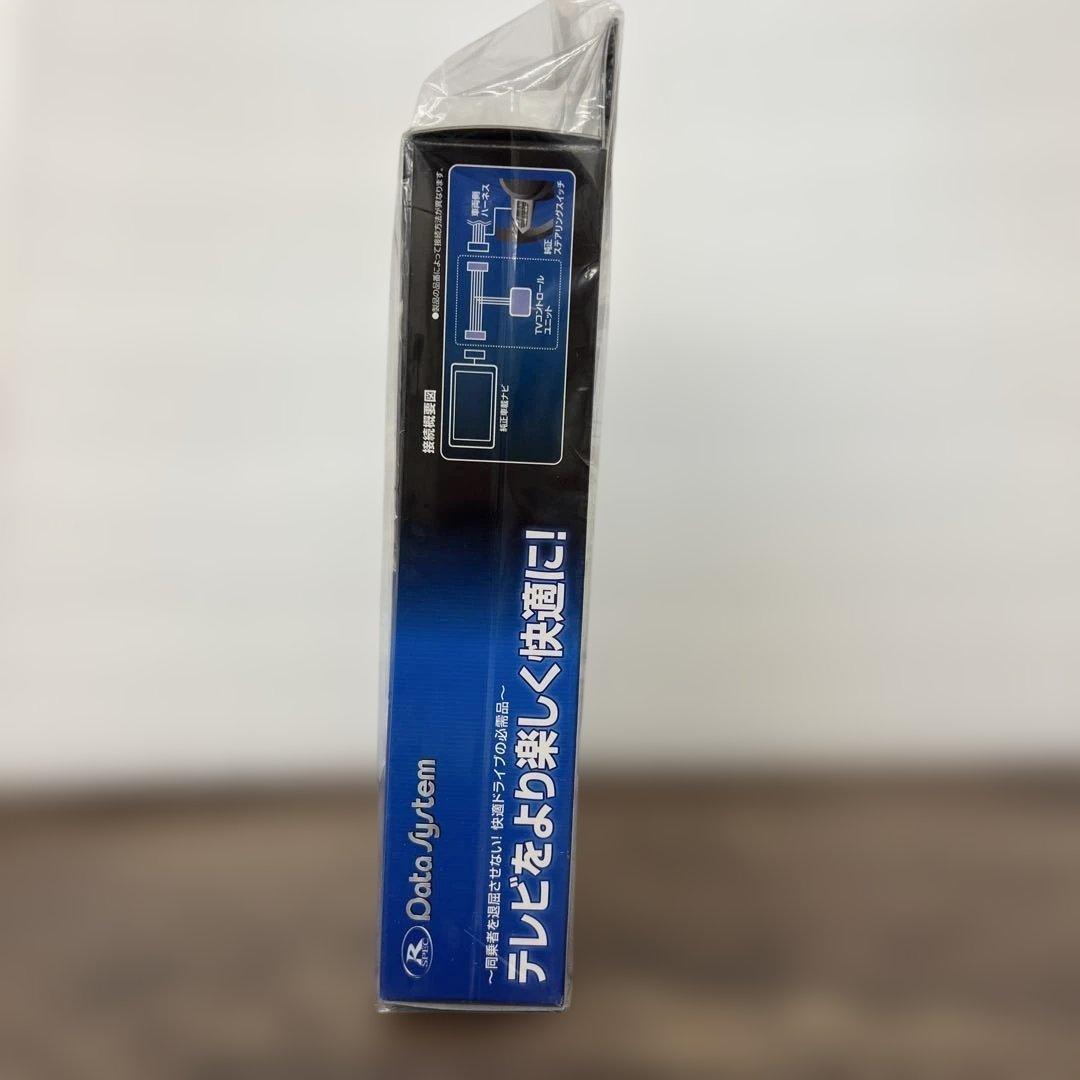 R SPEC Data System
〜同乗者を退屈させない! 快適ドライブの必需品〜
テレビをより楽しく快適に!
接続概要図
●製品の品番によって接続方法が異なります。
純正車載ナビ
TVコントロール
ユニット
車両側
ハーネス
純正
ステアリングスイッチ